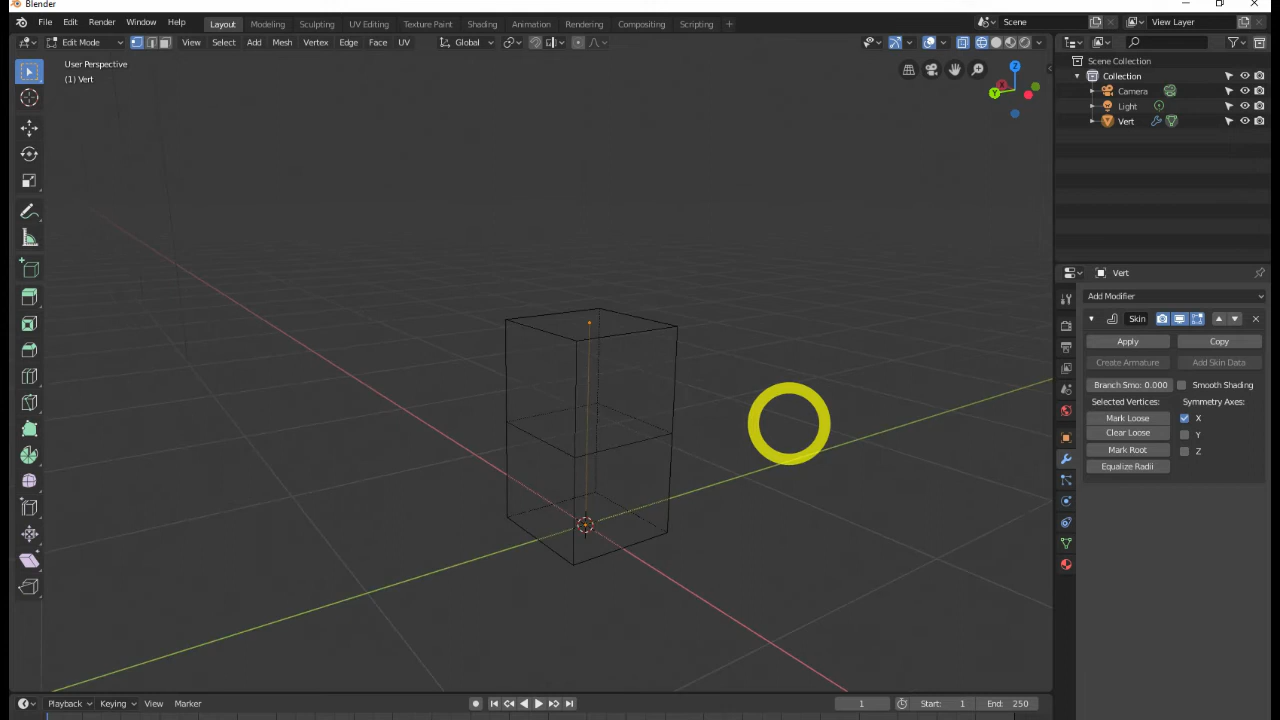 Blender
File Edit Render Window Help Layout Modeling Sculpting UV Editing Texture Paint Shading Animation Rendering Compositing Scripting + Scene View Layer
Edit Mode View Select Add Mesh Vertex Edge Face UV Global
User Perspective
(1) Vert
Z
X
Y
Scene Collection
Collection
Camera
Light
Vert
Vert
Add Modifier
Skin
Apply Copy
Create Armature Add Skin Data
Branch Smo: 0.000 Smooth Shading
Selected Vertices: Symmetry Axes:
Mark Loose X
Clear Loose Y
Mark Root Z
Equalize Radii
Playback Keying View Marker 1 Start: 1 End: 250